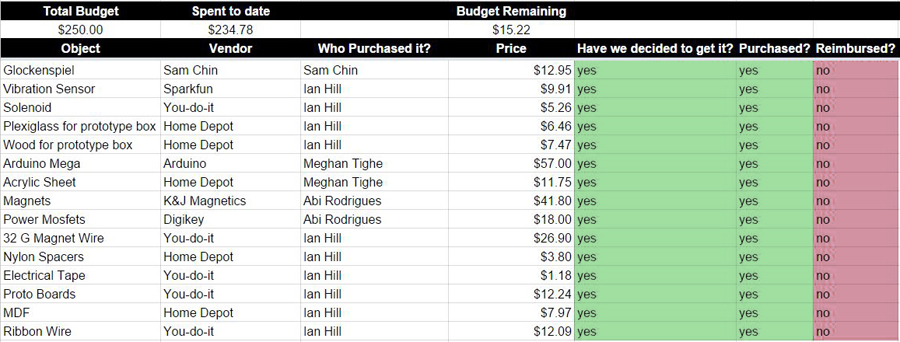 Total Budget Spent to date Budget Remaining
$250.00 $234.78 $15.22
Object Vendor Who Purchased it? Price Have we decided to get it? Purchased? Reimbursed?
Glockenspiel Sam Chin Sam Chin $12.95 yes yes no
Vibration Sensor Sparkfun Ian Hill $9.91 yes yes no
Solenoid You-do-it Ian Hill $5.26 yes yes no
Plexiglass for prototype box Home Depot Ian Hill $6.46 yes yes no
Wood for prototype box Home Depot Ian Hill $7.47 yes yes no
Arduino Mega Arduino Meghan Tighe $57.00 yes yes no
Acrylic Sheet Home Depot Meghan Tighe $11.75 yes yes no
Magnets K&J Magnetics Abi Rodrigues $41.80 yes yes no
Power Mosfets Digikey Abi Rodrigues $18.00 yes yes no
32 G Magnet Wire You-do-it Ian Hill $26.90 yes yes no
Nylon Spacers Home Depot Ian Hill $3.80 yes yes no
Electrical Tape You-do-it Ian Hill $1.18 yes yes no
Proto Boards You-do-it Ian Hill $12.24 yes yes no
MDF Home Depot Ian Hill $7.97 yes yes no
Ribbon Wire You-do-it Ian Hill $12.09 yes yes no